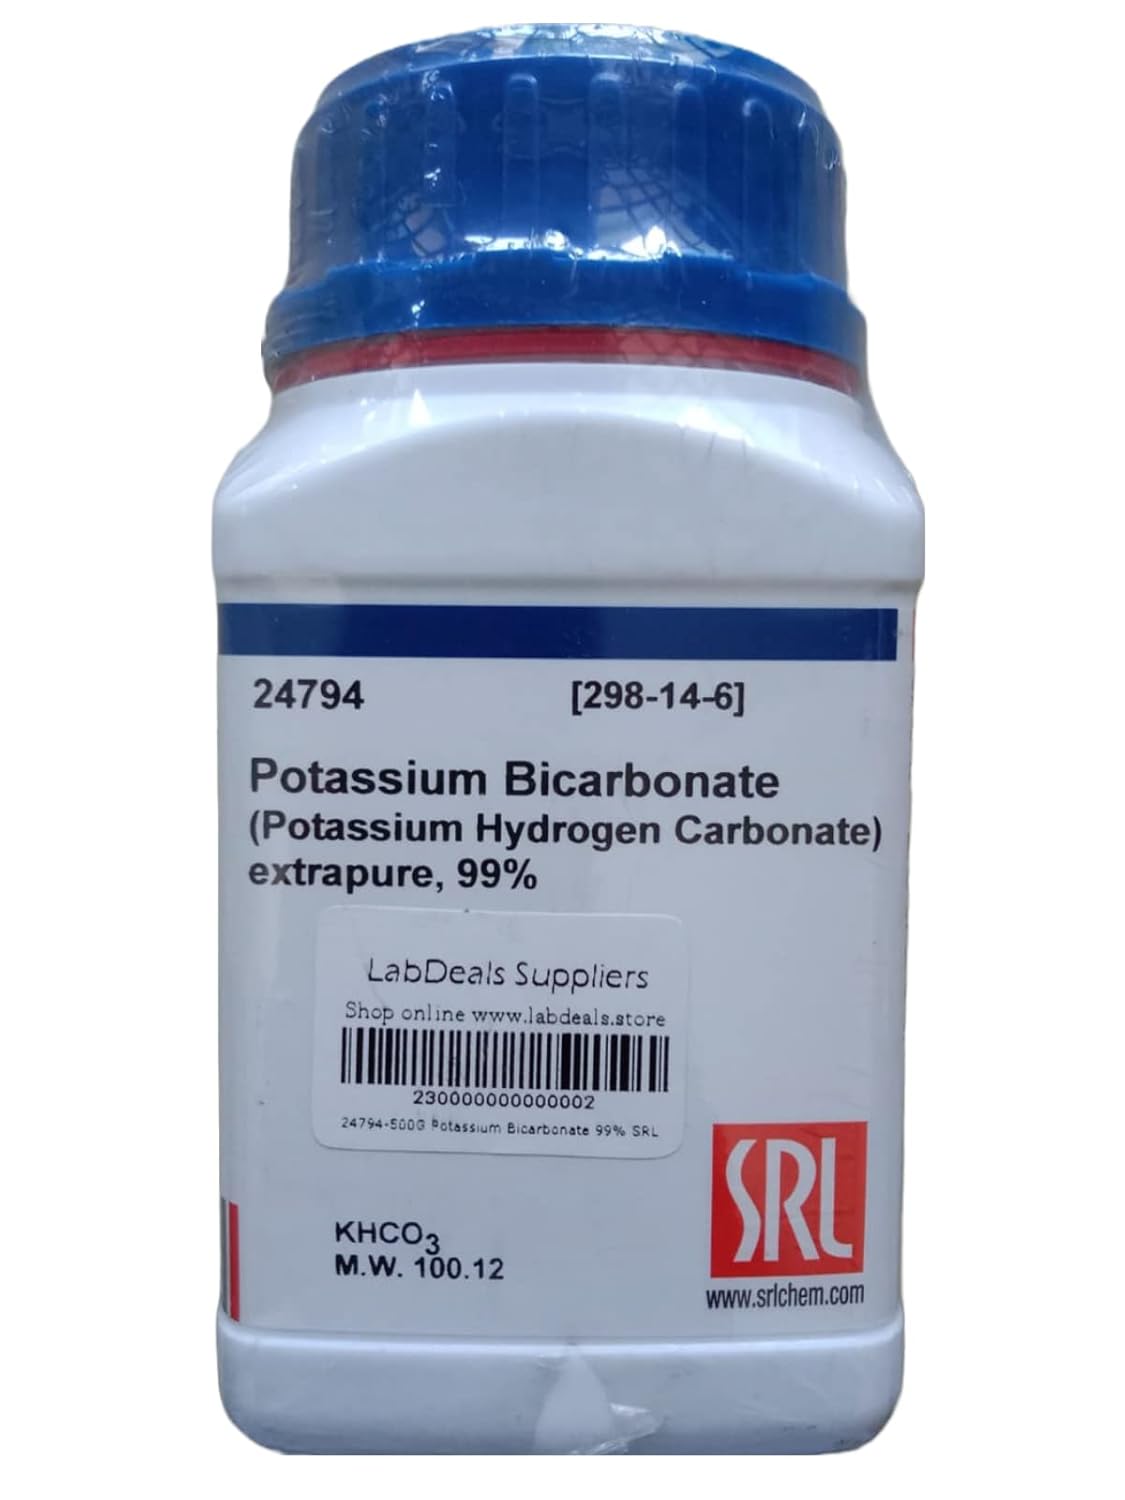 24794 [298-14-6]
Potassium Bicarbonate
(Potassium Hydrogen Carbonate)
extrapure, 99%
LabDeals Suppliers
Shop online www.labdeals.store
230000000000002
24794-500G Potassium Bicarbonate 99% SRL
KHCO₃
M.W. 100.12
SRL
www.srlchem.com